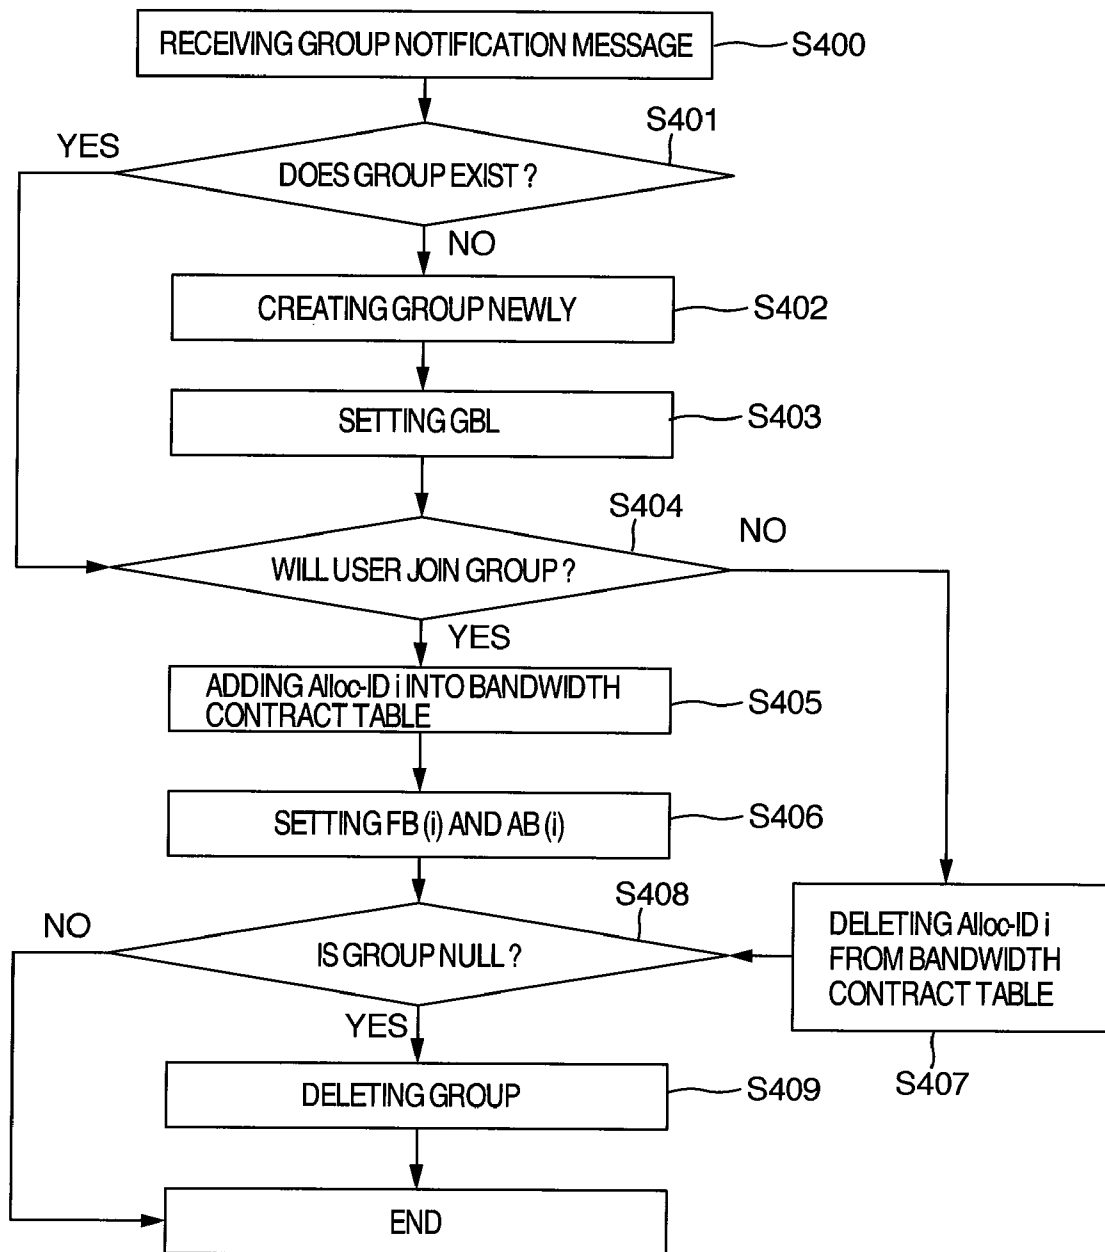 RECEIVING GROUP NOTIFICATION MESSAGE
S400
S401
YES
DOES GROUP EXIST ?
NO
CREATING GROUP NEWLY
S402
SETTING GBL
S403
S404
NO
WILL USER JOIN GROUP ?
YES
ADDING Alloc-ID i INTO BANDWIDTH
CONTRACT TABLE
S405
SETTING FB (i) AND AB (i)
S406
S408
NO
IS GROUP NULL ?
DELETING Alloc-ID i
FROM BANDWIDTH
CONTRACT TABLE
S407
YES
DELETING GROUP
S409
END